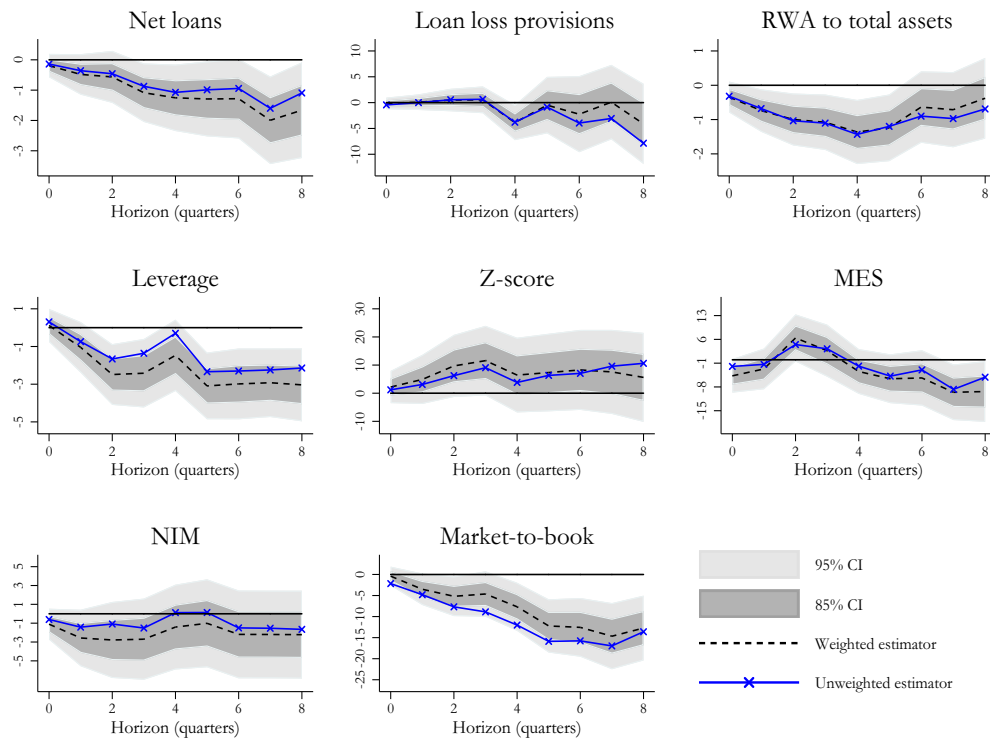 Net loans
Loan loss provisions
RWA to total assets
0
-1
-2
-3
0 2 4 6 8
Horizon (quarters)
10
5
0
-5
-10
0 2 4 6 8
Horizon (quarters)
1
0
-1
-2
0 2 4 6 8
Horizon (quarters)
Leverage
Z-score
MES
1
-1
-3
-5
0 2 4 6 8
Horizon (quarters)
30
20
10
0
-10
0 2 4 6 8
Horizon (quarters)
13
6
-1
-8
-15
0 2 4 6 8
Horizon (quarters)
NIM
Market-to-book
5
3
1
-1
-3
-5
0 2 4 6 8
Horizon (quarters)
0
-5
-10
-15
-20
-25
0 2 4 6 8
Horizon (quarters)
95% CI
85% CI
Weighted estimator
Unweighted estimator